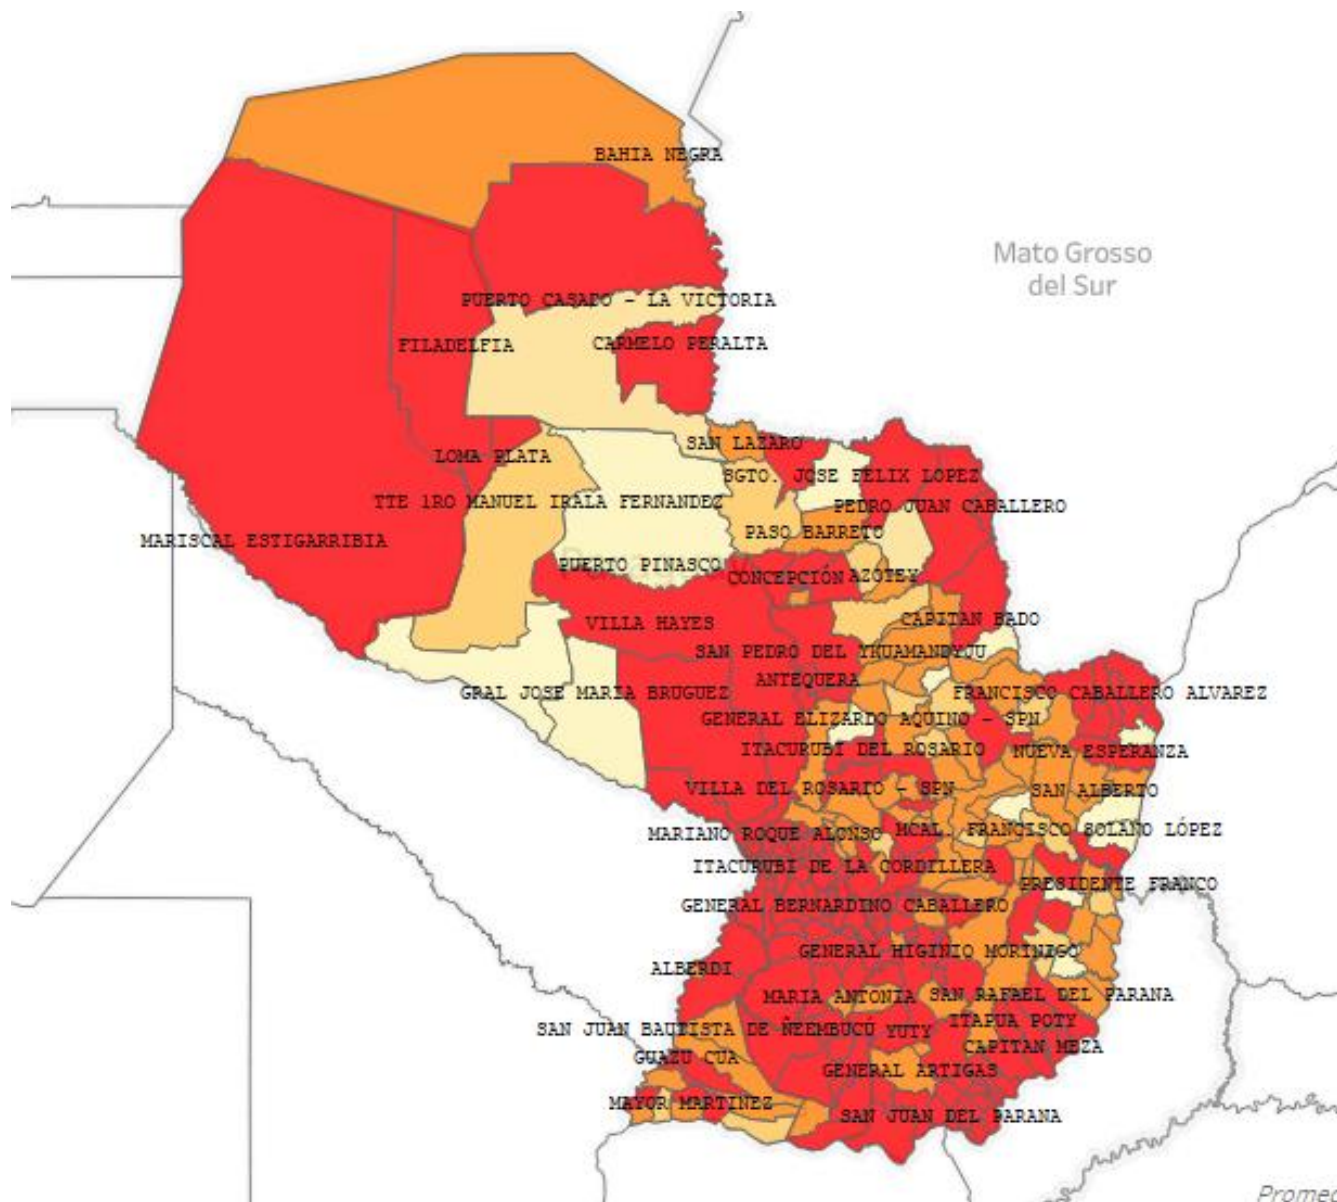 BAHIA NEGRA
Mato Grosso
del Sur
PUERTO CASADO - LA VICTORIA
FILADELFIA
CARMELO PERALTA
SAN LAZARO
LOMA PLATA
SGTO. JOSE FELIX LOPEZ
TTE 1RO MANUEL IRALA FERNANDEZ
PEDRO JUAN CABALLERO
PASO BARRETO
MARISCAL ESTIGARRIBIA
PUERTO PINASCO
CONCEPCIÓN
AZOTEY
VILLA HAYES
CAPITAN BADO
SAN PEDRO DEL YKUAMANDYJU
ANTEQUERA
GRAL JOSE MARIA BRUGUEZ
FRANCISCO CABALLERO ALVAREZ
GENERAL ELIZARDO AQUINO - SPN
ITACURUBI DEL ROSARIO
NUEVA ESPERANZA
VILLA DEL ROSARIO - SPN
SAN ALBERTO
MARIANO ROQUE ALONSO
MCAL. FRANCISCO SOLANO LÓPEZ
ITACURUBI DE LA CORDILLERA
PRESIDENTE FRANCO
GENERAL BERNARDINO CABALLERO
GENERAL HIGINIO MORINIGO
ALBERDI
MARIA ANTONIA
SAN RAFAEL DEL PARANA
SAN JUAN BAUTISTA DE ÑEEMBUCÚ
YUTY
ITAPUA POTY
CAPITAN MEZA
GUAZU CUA
GENERAL ARTIGAS
MAYOR MARTINEZ
SAN JUAN DEL PARANA